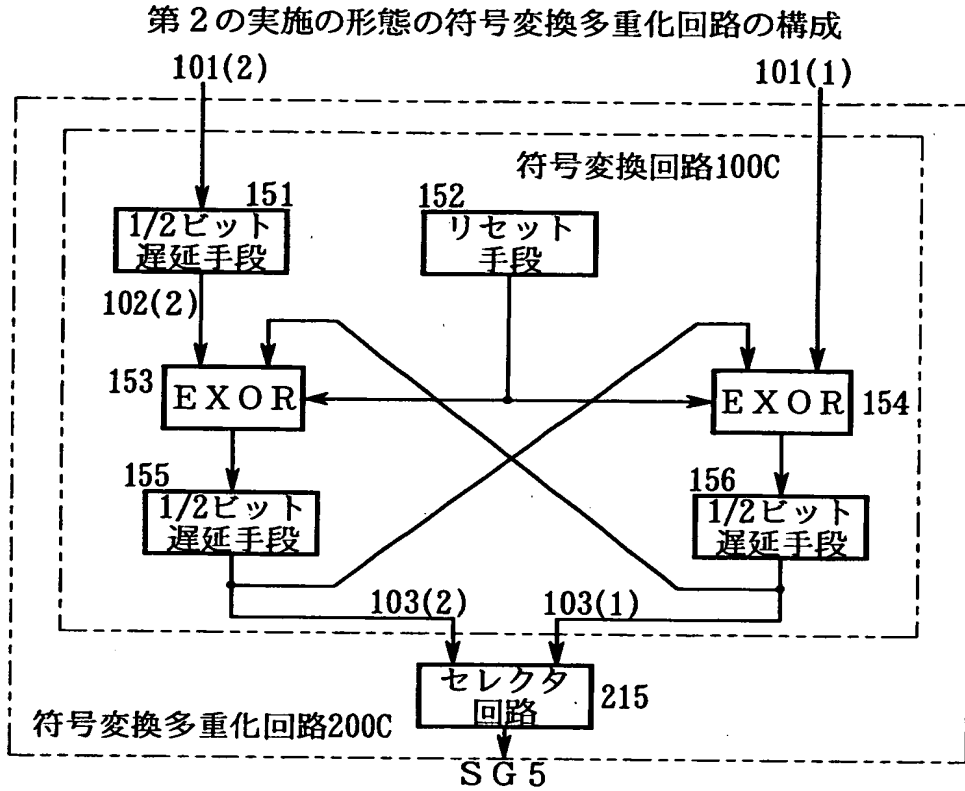 第２の実施の形態の符号変換多重化回路の構成
101(2)
101(1)
符号変換回路100C
151
1/2ビット
遅延手段
152
リセット
手段
102(2)
153
ＥＸＯＲ
ＥＸＯＲ
154
155
1/2ビット
遅延手段
156
1/2ビット
遅延手段
103(2)
103(1)
セレクタ
回路
215
符号変換多重化回路200C
ＳＧ５